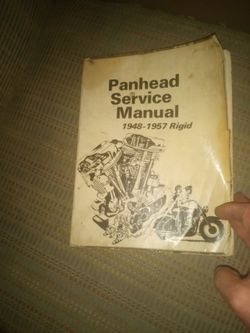 Panhead
Service
Manual
1948-1957 Rigid